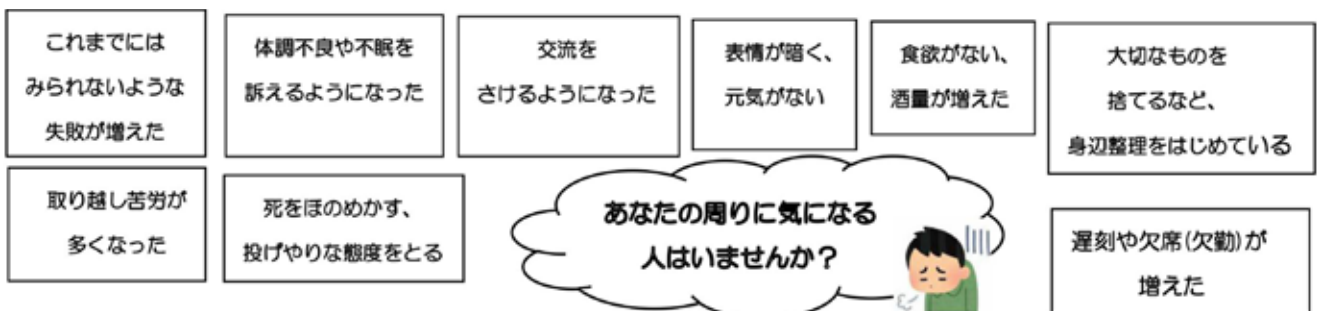 これまでには
みられないような
失敗が増えた
体調不良や不眠を
訴えるようになった
交流を
さけるようになった
表情が暗く、
元気がない
食欲がない、
酒量が増えた
大切なものを
捨てるなど、
身辺整理をはじめている
取り越し苦労が
多くなった
死をほのめかす、
投げやりな態度をとる
あなたの周りに気になる
人はいませんか？
遅刻や欠席(欠勤)が
増えた